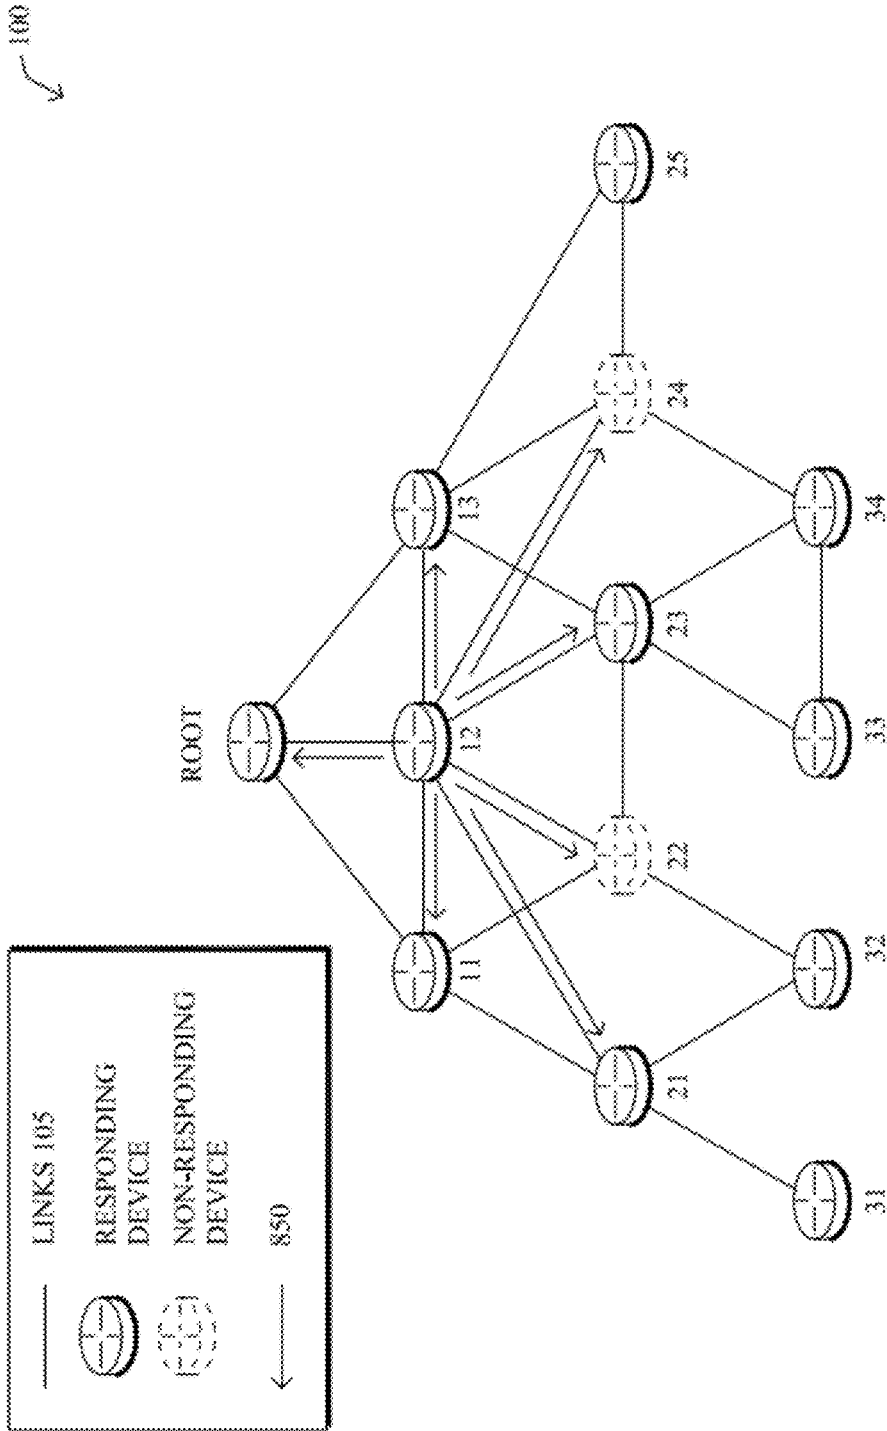 100
LINKS 105
RESPONDING
DEVICE
NON-RESPONDING
DEVICE
850
ROOT
11
12
13
21
22
23
24
25
31
32
33
34